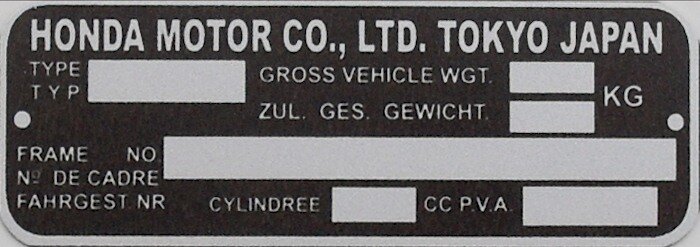 HONDA MOTOR CO., LTD. TOKYO JAPAN
TYPE GROSS VEHICLE WGT.
TYP KG
ZUL. GES. GEWICHT.
FRAME NO.
Nº DE CADRE
FAHRGEST. NR CYLINDREE CC P.V.A.